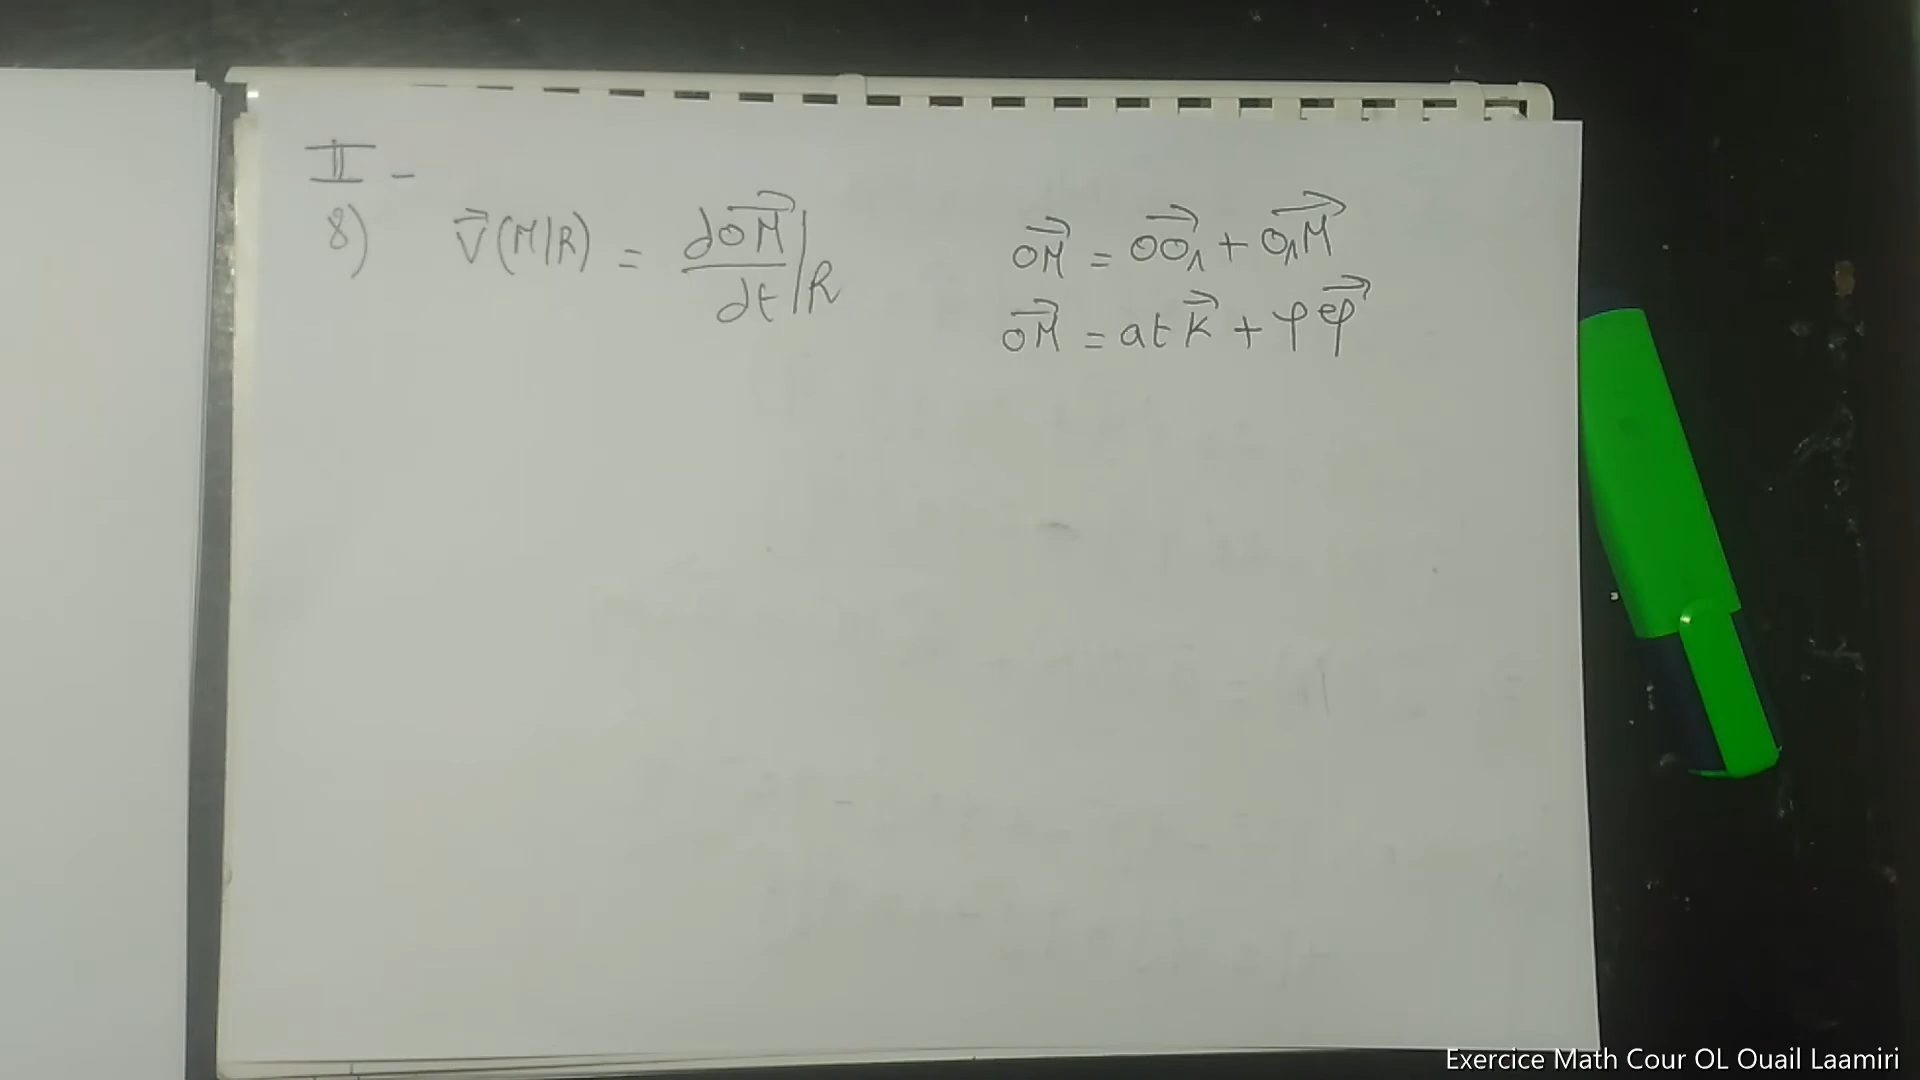 II -
8) V⃗(M/R) = dOM⃗/dt|R
OM⃗ = OO₁⃗ + O₁M⃗
OM⃗ = at k⃗ + φ eφ⃗
Exercice Math Cour OL Ouail Laamiri